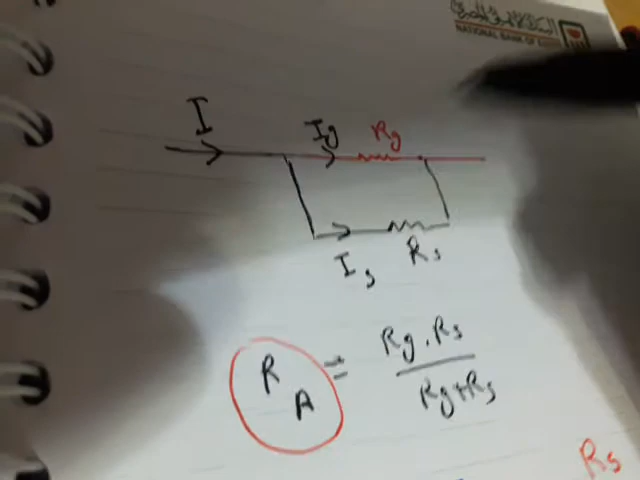 NATIONAL BANK OF
I
Ig
Rg
Is
Rs
RA = Rg . Rs / Rg + Rs
Rs